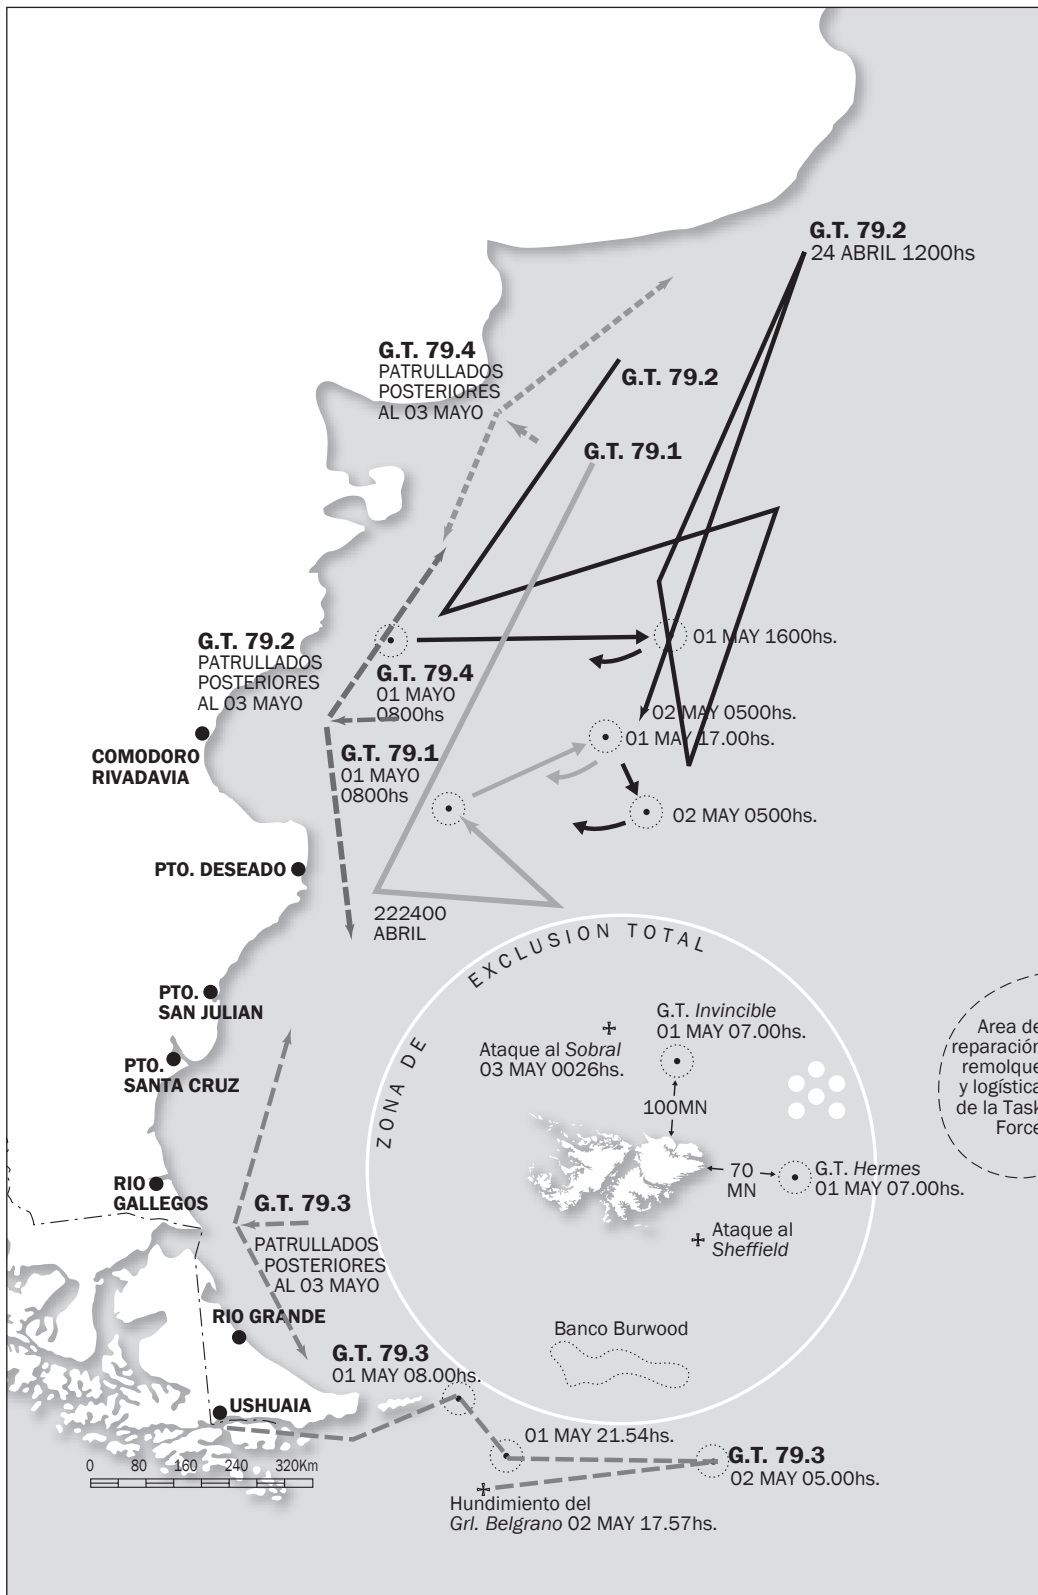 G.T. 79.2
24 ABRIL 1200hs
G.T. 79.4
PATRULLADOS
POSTERIORES
AL 03 MAYO
G.T. 79.2
G.T. 79.1
G.T. 79.2
PATRULLADOS
POSTERIORES
AL 03 MAYO
01 MAY 1600hs.
G.T. 79.4
01 MAYO
0800hs
02 MAY 0500hs.
01 MAY 17.00hs.
COMODORO
RIVADAVIA
G.T. 79.1
01 MAYO
0800hs
02 MAY 0500hs.
PTO. DESEADO
222400
ABRIL
ZONA DE EXCLUSION TOTAL
PTO.
SAN JULIAN
G.T. Invincible
01 MAY 07.00hs.
Ataque al Sobral
03 MAY 0026hs.
Area de
reparación
remolque
y logística
de la Task
Force
PTO.
SANTA CRUZ
100MN
70
MN
G.T. Hermes
01 MAY 07.00hs.
RIO
GALLEGOS
G.T. 79.3
PATRULLADOS
POSTERIORES
AL 03 MAYO
Ataque al
Sheffield
RIO GRANDE
Banco Burwood
G.T. 79.3
01 MAY 08.00hs.
USHUAIA
01 MAY 21.54hs.
G.T. 79.3
02 MAY 05.00hs.
0 80 160 240 320Km
Hundimiento del
Grl. Belgrano 02 MAY 17.57hs.